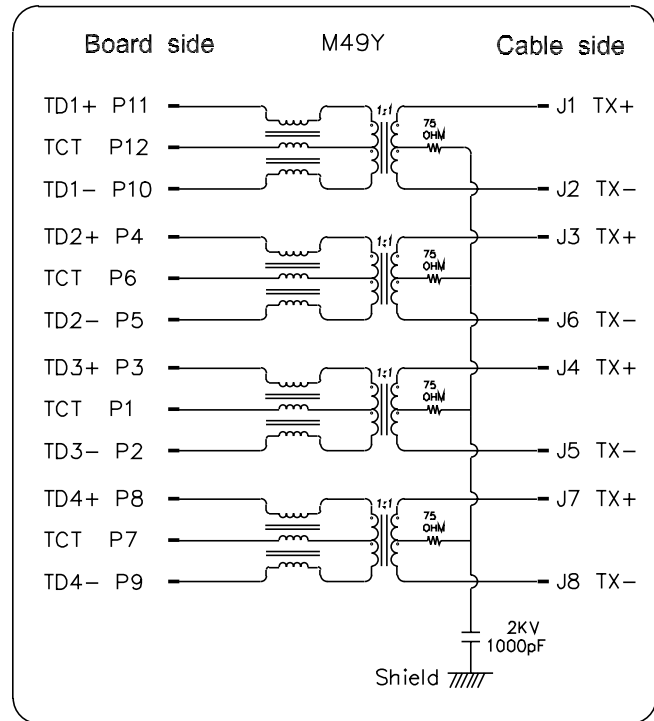 Board side M49Y Cable side
TD1+ P11 1:1 J1 TX+
75
OHM
TCT P12
TD1- P10 J2 TX-
TD2+ P4 1:1 J3 TX+
75
OHM
TCT P6
TD2- P5 J6 TX-
TD3+ P3 1:1 J4 TX+
75
OHM
TCT P1
TD3- P2 J5 TX-
TD4+ P8 1:1 J7 TX+
75
OHM
TCT P7
TD4- P9 J8 TX-
2KV
1000pF
Shield